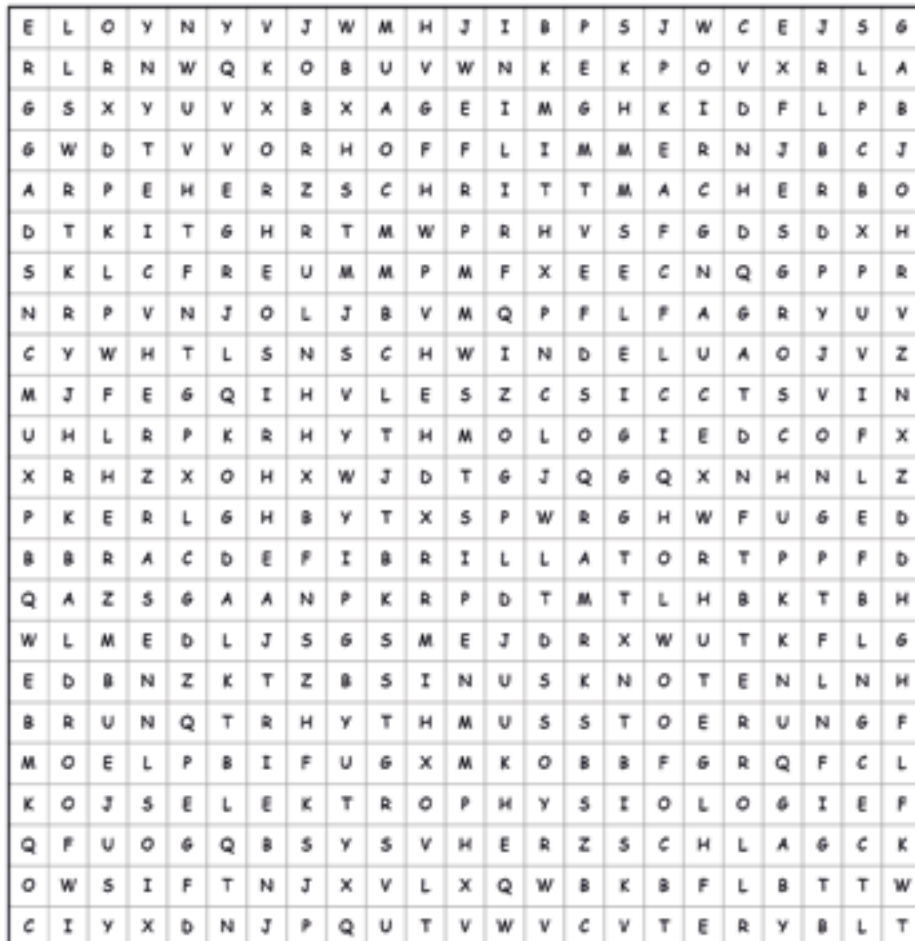 E L O Y N Y V J W M H J I B P S J W C E J S G
R L R N W Q K O B U V W N K E K P O V X R L A
G S X Y U V X B X A G E I M G H K I D F L P B
G W D T V V O R H O F F L I M M E R N J B C J
A R P E H E R Z S C H R I T T M A C H E R B O
D T K I T G H R T M W P R H V S F G D S D X H
S K L C F R E U M M P M F X E E C N Q G P P R
N R P V N J O L J B V M Q P F L F A G R Y U V
C Y W H T L S N S C H W I N D E L U A O J V Z
M J F E G Q I H V L E S Z C S I C C T S V I N
U H L R P K R H Y T H M O L O G I E D C O F X
X R H Z X O H X W J D T G J Q G Q X N H N L Z
P K E R L G H B Y T X S P W R G H W F U G E D
B B R A C D E F I B R I L L A T O R T P P F D
Q A Z S G A A N P K R P D T M T L H B K T B H
W L M E D L J S G S M E J D R X W U T K F L G
E D B N Z K T Z B S I N U S K N O T E N L N H
B R U N Q T R H Y T H M U S S T O E R U N G F
M O E L P B I F U G X M K O B B F G R Q F C L
K O J S E L E K T R O P H Y S I O L O G I E F
Q F U O G Q B S Y S V H E R Z S C H L A G C K
O W S I F T N J X V L X Q W B K B F L B T T W
C I Y X D N J P Q U T V W V C V T E R Y B L T